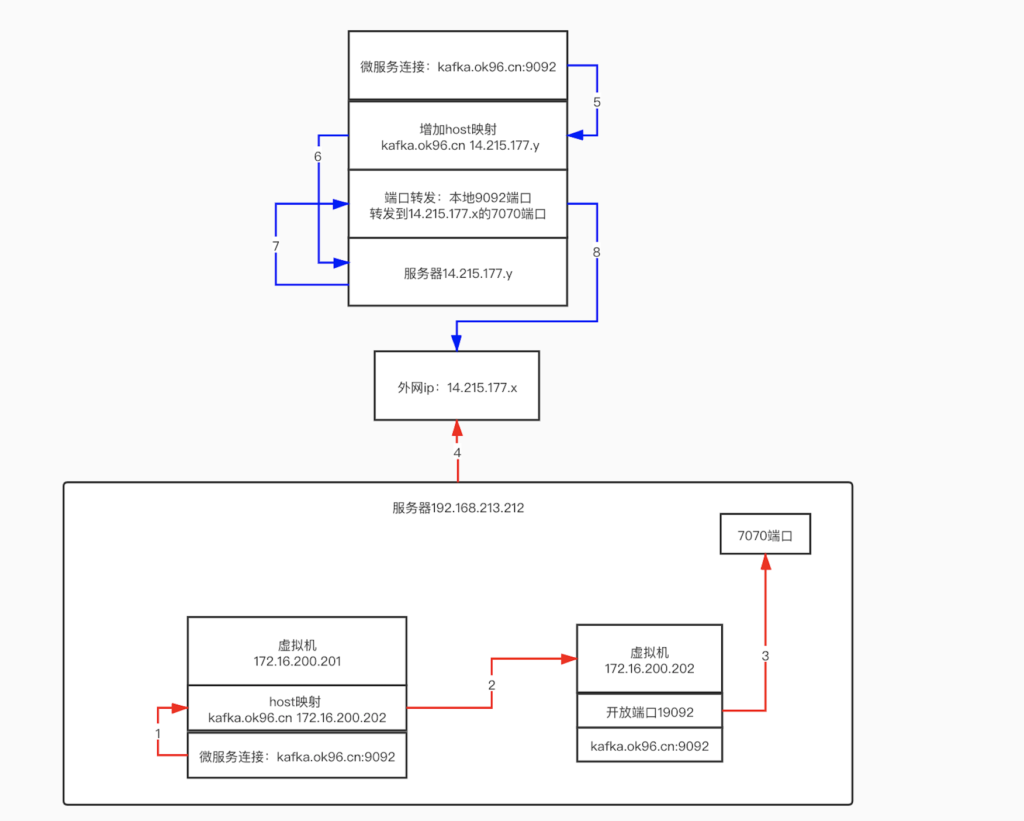 微服务连接：kafka.ok96.cn:9092
5
增加host映射
kafka.ok96.cn 14.215.177.y
6
端口转发：本地9092端口
转发到14.215.177.x的7070端口
7
8
服务器14.215.177.y
外网ip：14.215.177.x
4
服务器192.168.213.212
7070端口
虚拟机
172.16.200.201
虚拟机
172.16.200.202
3
2
host映射
kafka.ok96.cn 172.16.200.202
开放端口19092
1
kafka.ok96.cn:9092
微服务连接：kafka.ok96.cn:9092